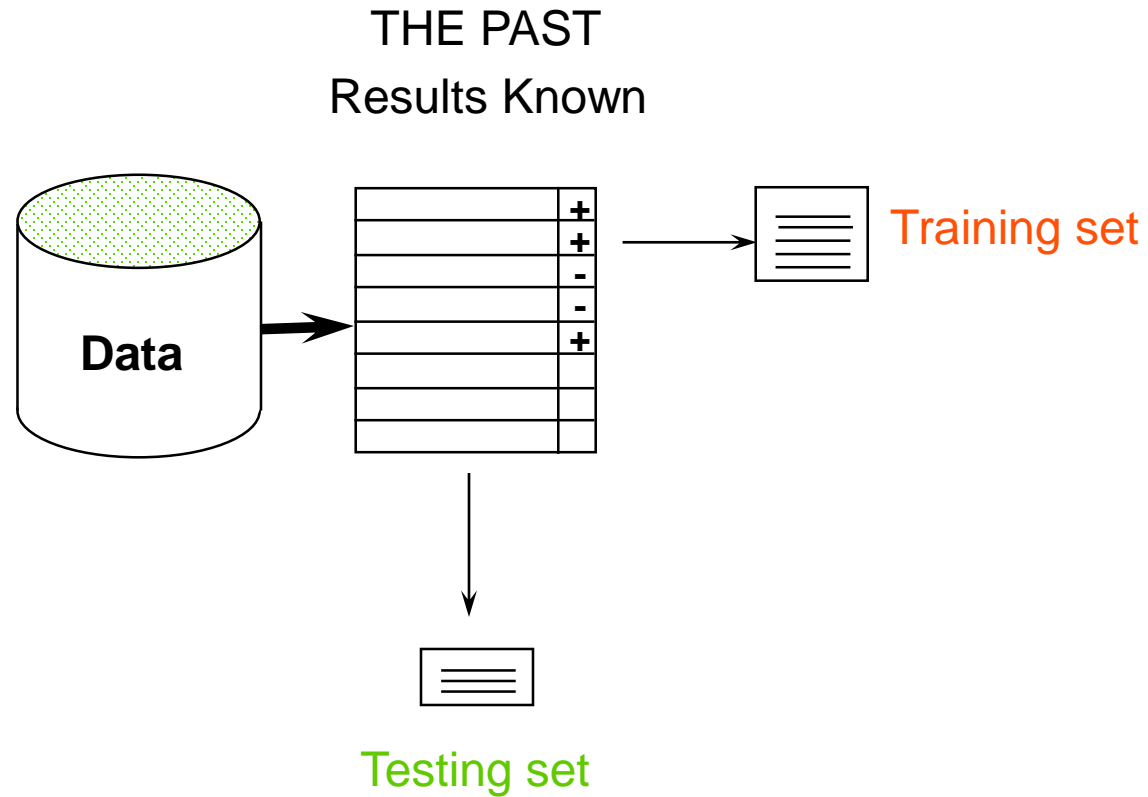 THE PAST
Results Known
+
+
-
-
+
Training set
Data
Testing set